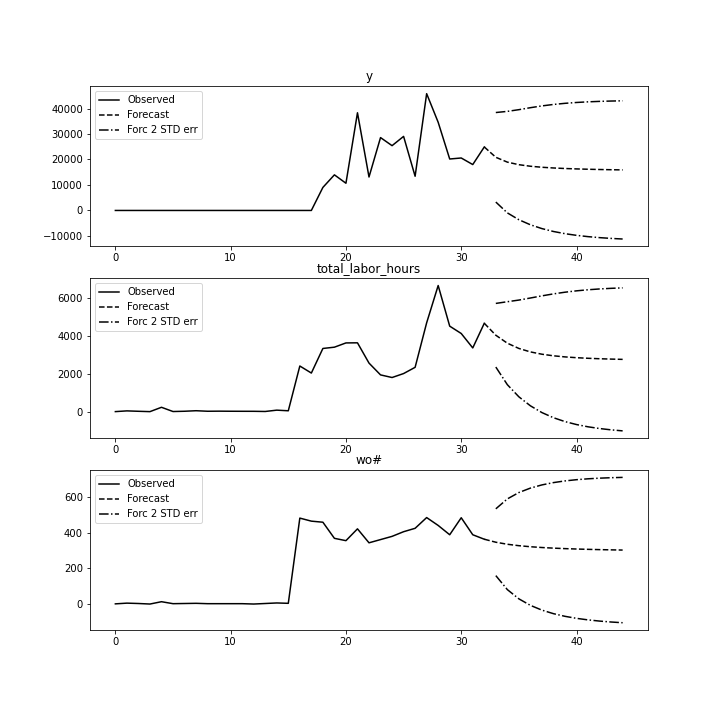 y
Observed
Forecast
Forc 2 STD err
40000
30000
20000
10000
0
−10000
0 10 20 30 40
total_labor_hours
Observed
Forecast
Forc 2 STD err
6000
4000
2000
0
0 10 20 30 40
wo#
Observed
Forecast
Forc 2 STD err
600
400
200
0
0 10 20 30 40